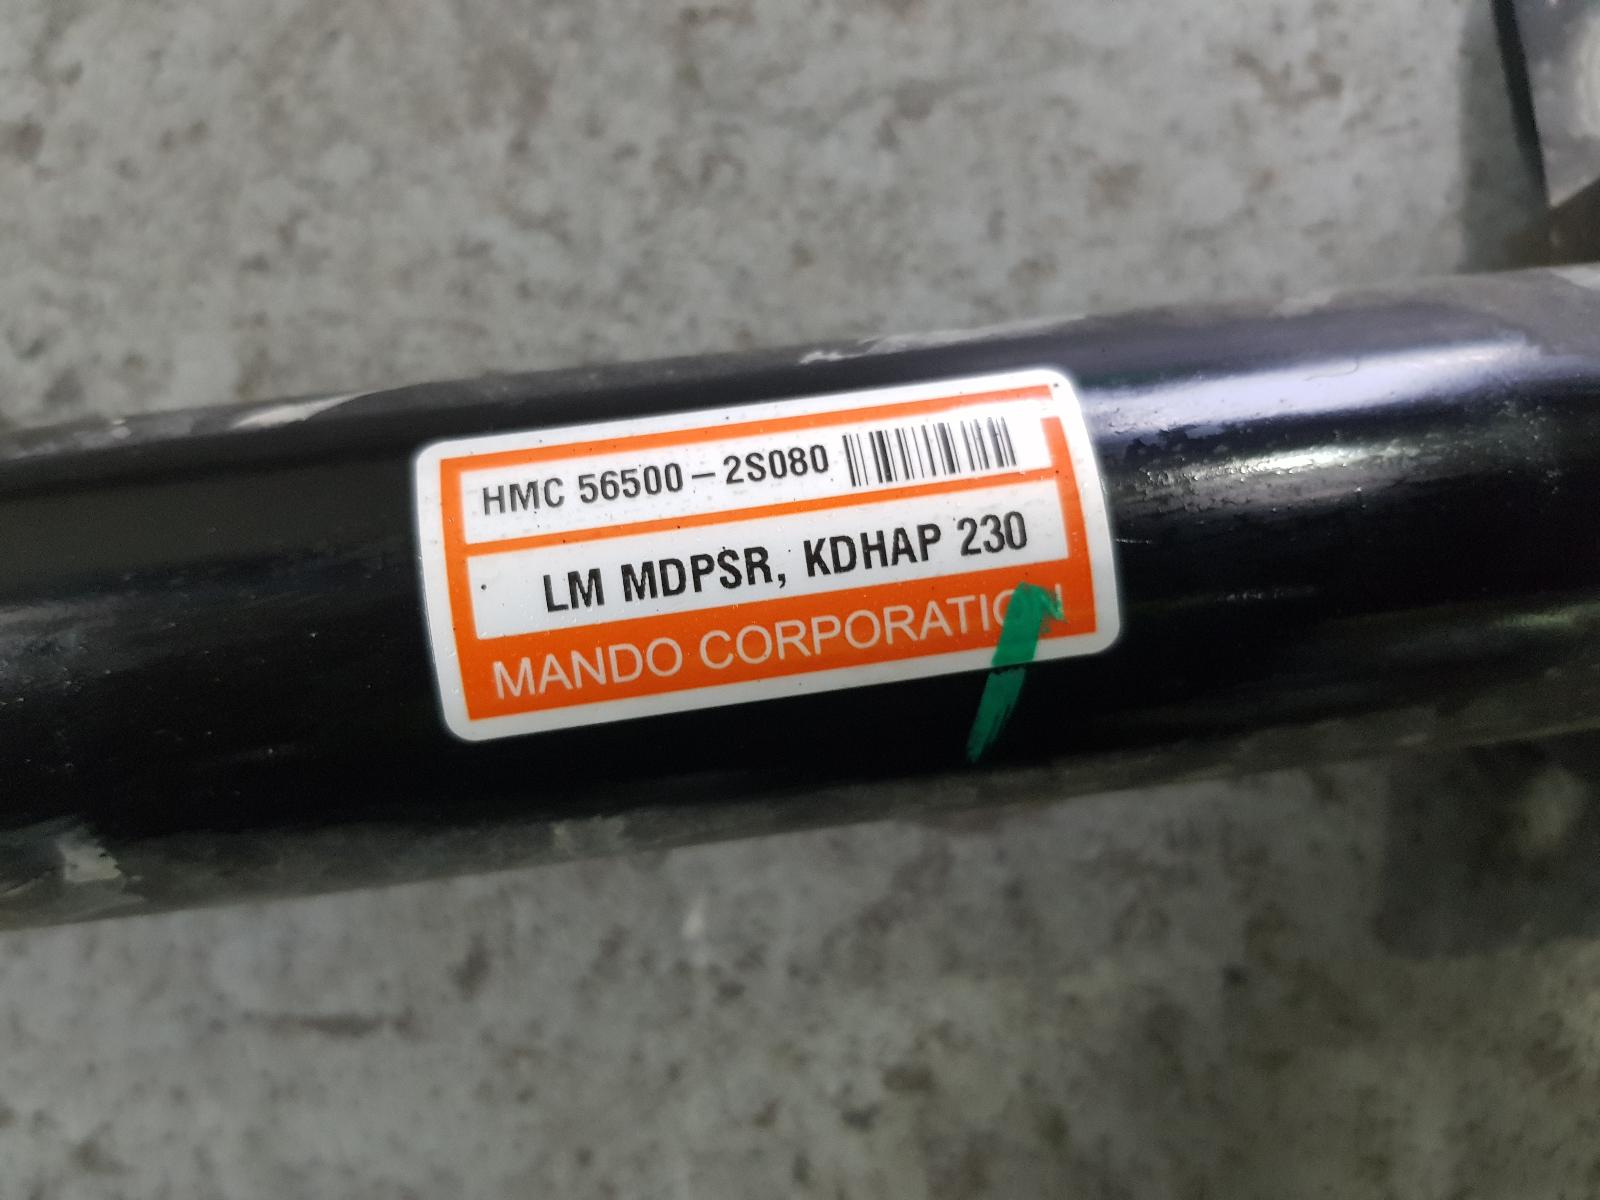 HMC 56500-2S080
LM MDPSR, KDHAP 230
MANDO CORPORATION